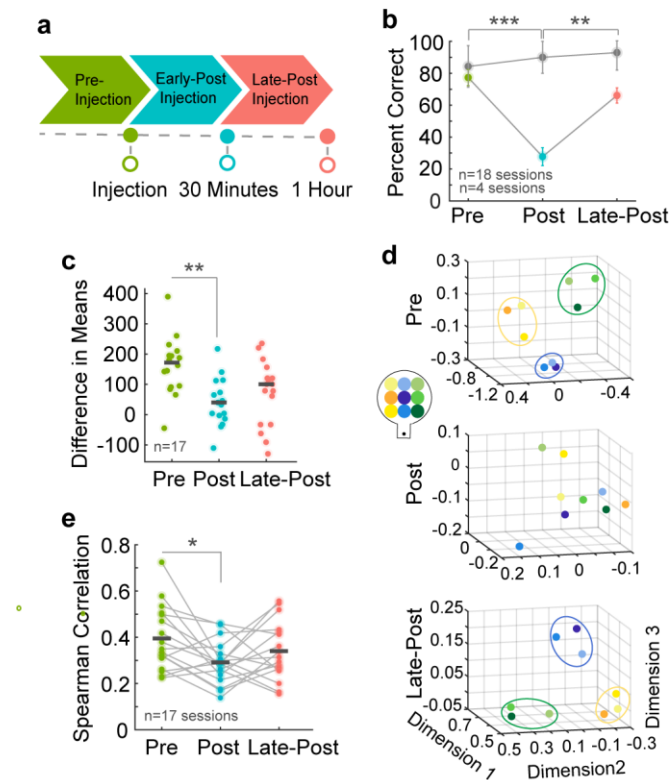 a
Pre-
Injection
Early-Post
Injection
Late-Post
Injection
Injection
30 Minutes
1 Hour
b
***
**
Percent Correct
100
80
60
40
20
0
n=18 sessions
n=4 sessions
Pre
Post
Late-Post
c
**
Difference in Means
400
300
200
100
0
-100
n=17
Pre
Post
Late-Post
d
Pre
0.3
0.1
-0.1
-0.3
-0.8
-1.2
0.4
0
-0.4
Post
0.1
0
-0.1
-0.2
0
-0.2
0.2
0.1
0
-0.1
Late-Post
0.25
0.15
0.05
-0.05
0.7
0.5
0.5
0.3
0.1
-0.1
-0.3
Dimension 1
Dimension2
Dimension 3
e
*
Spearman Correlation
0.8
0.6
0.4
0.2
0
n=17 sessions
Pre
Post
Late-Post